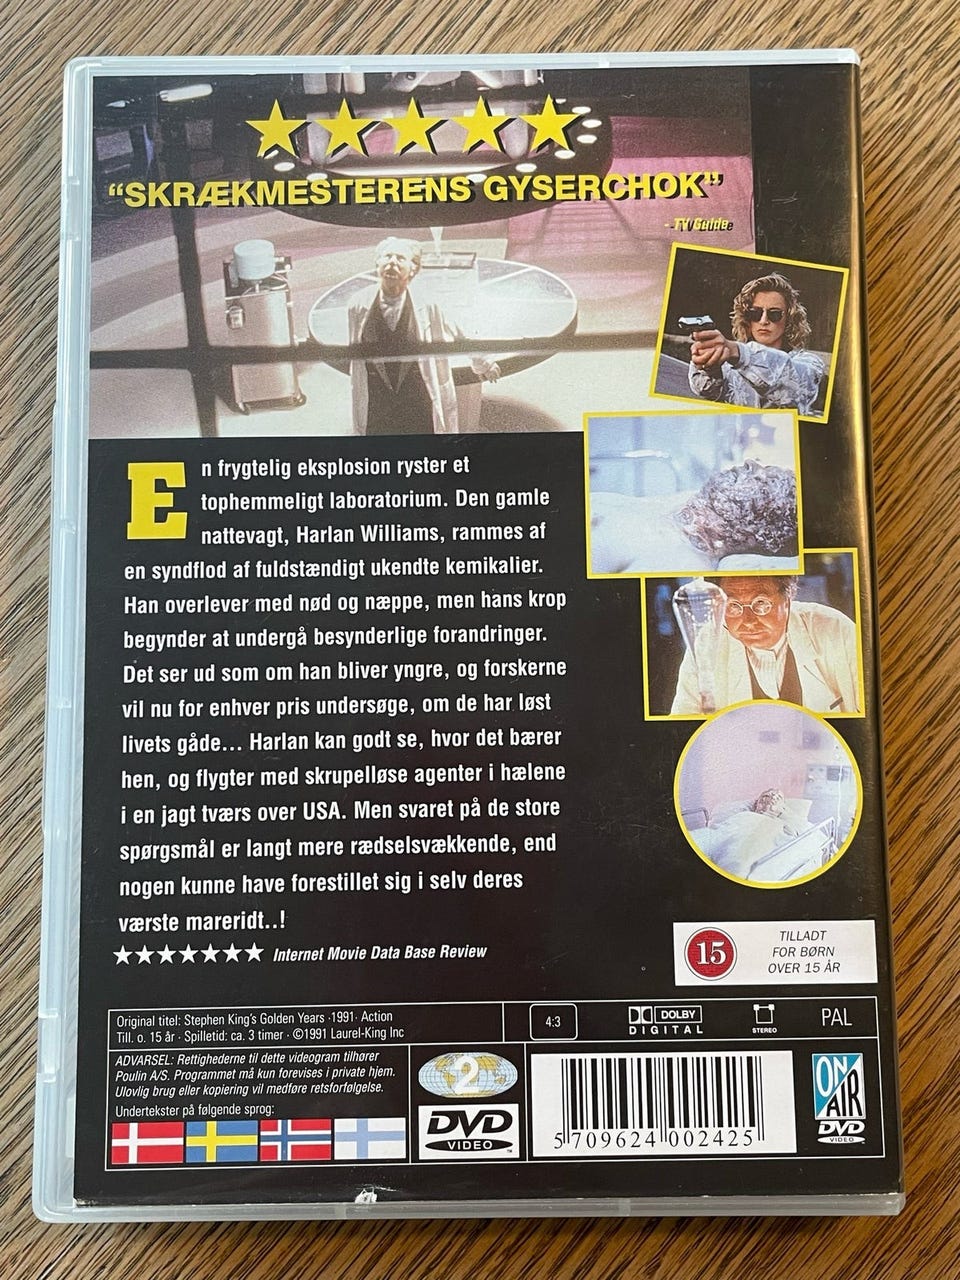 “SKRÆKMESTERENS GYSERCHOK”
- TV Guide
En frygtelig eksplosion ryster et
tophemmeligt laboratorium. Den gamle
nattevagt, Harlan Williams, rammes af
en syndflod af fuldstændigt ukendte kemikalier.
Han overlever med nød og næppe, men hans krop
begynder at undergå besynderlige forandringer.
Det ser ud som om han bliver yngre, og forskerne
vil nu for enhver pris undersøge, om de har løst
livets gåde... Harlan kan godt se, hvor det bærer
hen, og flygter med skrupelløse agenter i hælene
i en jagt tværs over USA. Men svaret på de store
spørgsmål er langt mere rædselsvækkende, end
nogen kunne have forestillet sig i selv deres
værste mareridt..!
★★★★★★★ Internet Movie Data Base Review
15
TILLADT
FOR BØRN
OVER 15 ÅR
Original titel: Stephen King's Golden Years ·1991· Action
Till. o. 15 år · Spilletid: ca. 3 timer · ©1991 Laurel-King Inc
4:3
DOLBY
DIGITAL
STEREO
PAL
ADVARSEL: Rettighederne til dette videogram tilhører
Poulin A/S. Programmet må kun forevises i private hjem.
Ulovlig brug eller kopiering vil medføre retsforfølgelse.
Undertekster på følgende sprog:
2
DVD
VIDEO
5 709624 002425
ON
AIR
DVD
VIDEO